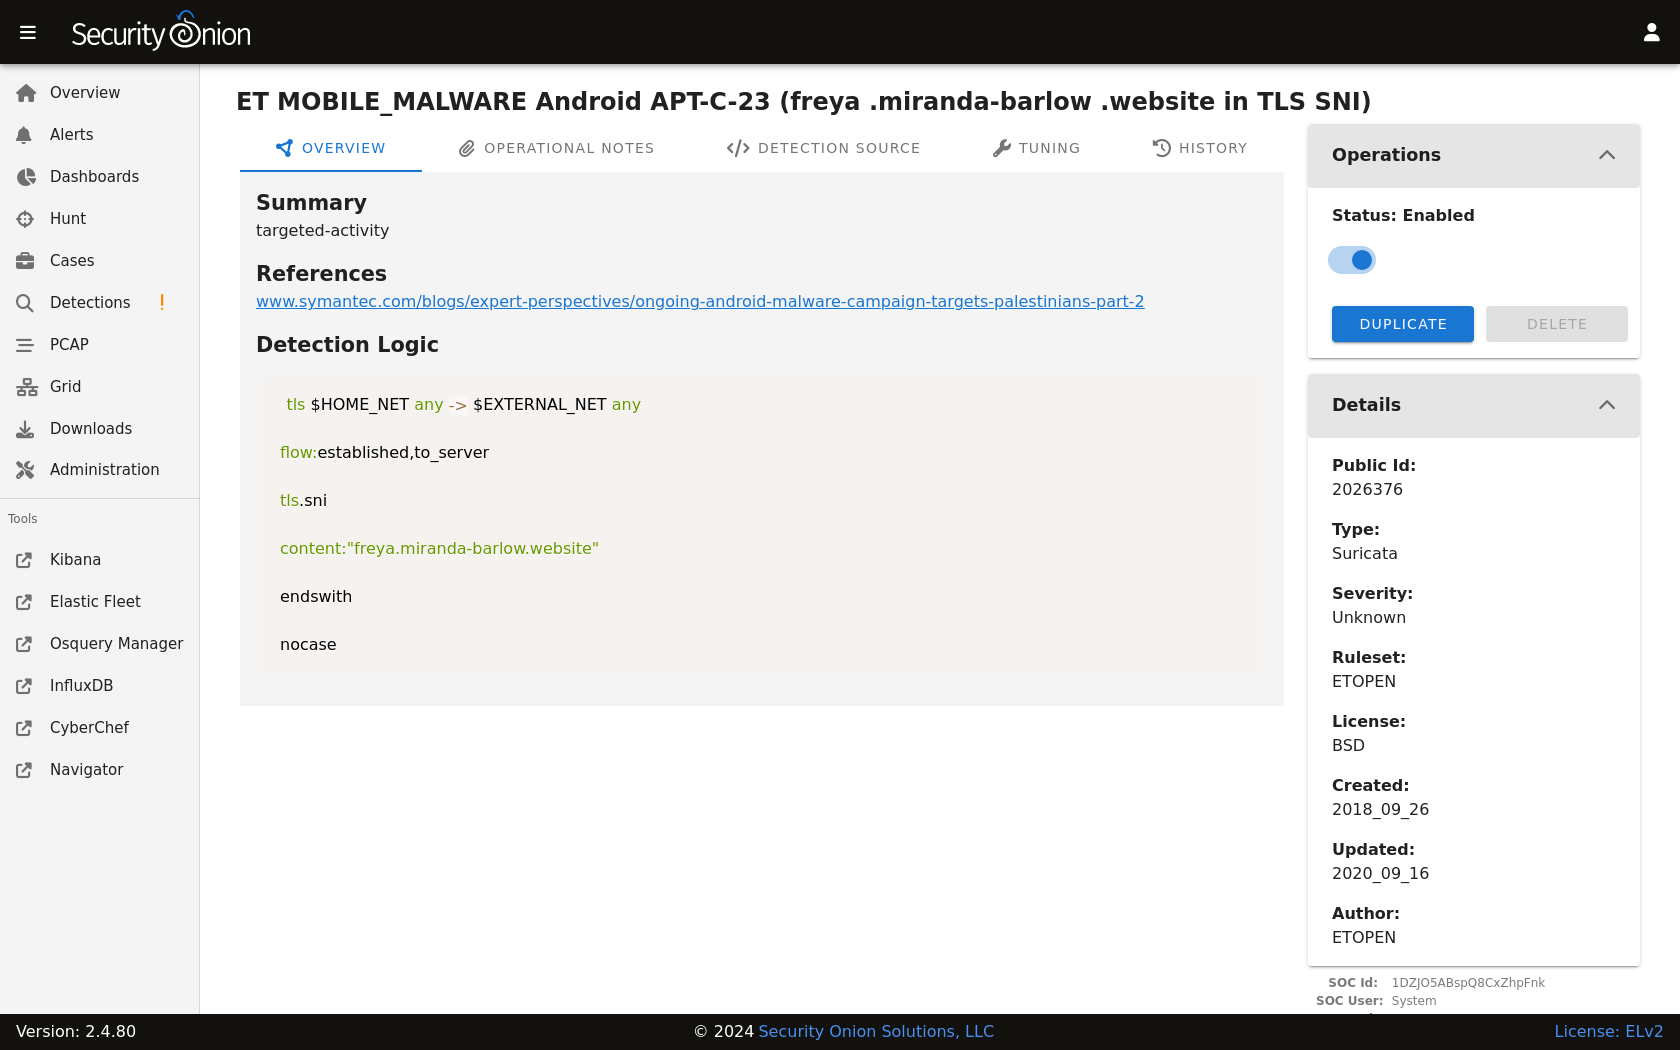 Security Onion
Overview
Alerts
Dashboards
Hunt
Cases
Detections !
PCAP
Grid
Downloads
Administration
Tools
Kibana
Elastic Fleet
Osquery Manager
InfluxDB
CyberChef
Navigator
ET MOBILE_MALWARE Android APT-C-23 (freya .miranda-barlow .website in TLS SNI)
OVERVIEW OPERATIONAL NOTES DETECTION SOURCE TUNING HISTORY
Summary
targeted-activity
References
www.symantec.com/blogs/expert-perspectives/ongoing-android-malware-campaign-targets-palestinians-part-2
Detection Logic
tls $HOME_NET any -> $EXTERNAL_NET any
flow:established,to_server
tls.sni
content:"freya.miranda-barlow.website"
endswith
nocase
Operations
Status: Enabled
DUPLICATE DELETE
Details
Public Id:
2026376
Type:
Suricata
Severity:
Unknown
Ruleset:
ETOPEN
License:
BSD
Created:
2018_09_26
Updated:
2020_09_16
Author:
ETOPEN
SOC Id: 1DZJO5ABspQ8CxZhpFnk
SOC User: System
Version: 2.4.80 © 2024 Security Onion Solutions, LLC License: ELv2